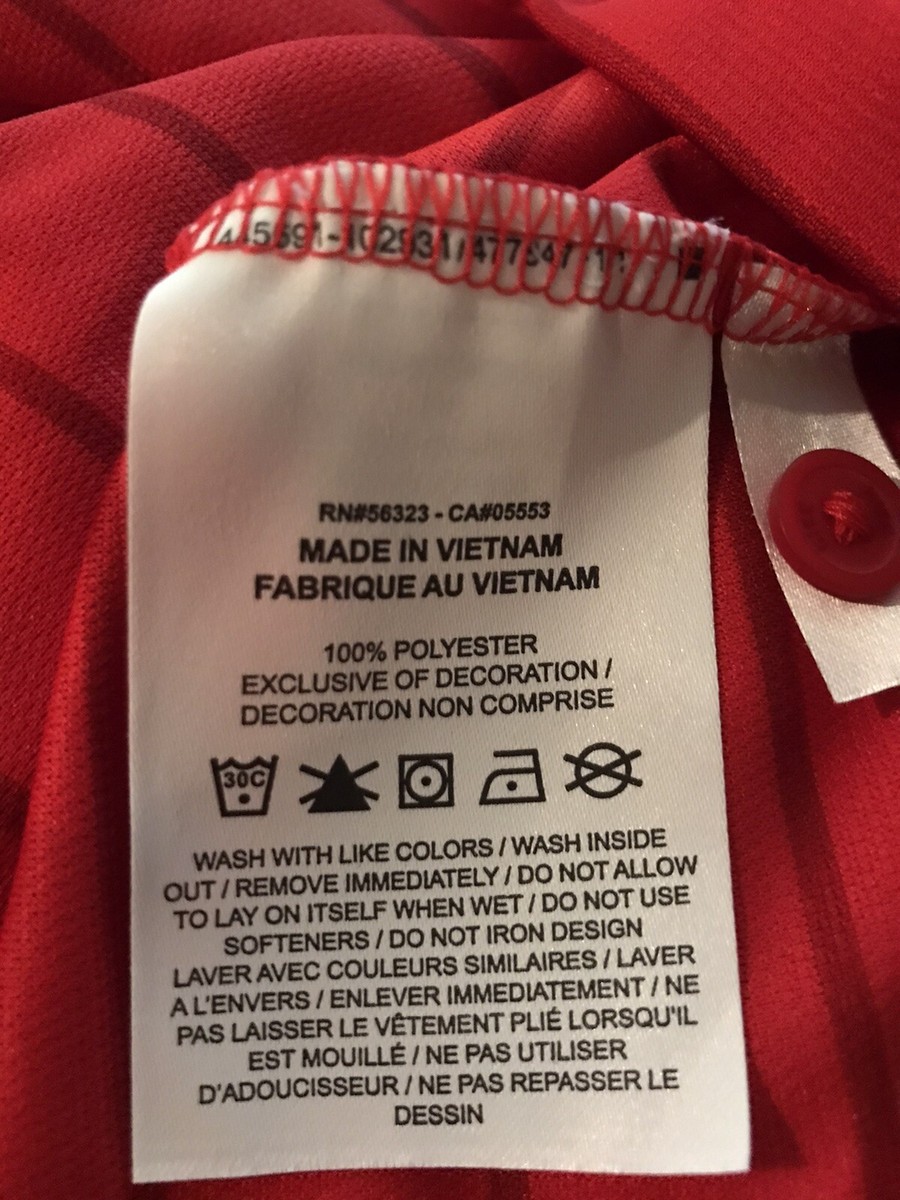 RN#56323 - CA#05553
MADE IN VIETNAM
FABRIQUE AU VIETNAM
100% POLYESTER
EXCLUSIVE OF DECORATION /
DECORATION NON COMPRISE
30C
WASH WITH LIKE COLORS / WASH INSIDE
OUT / REMOVE IMMEDIATELY / DO NOT ALLOW
TO LAY ON ITSELF WHEN WET / DO NOT USE
SOFTENERS / DO NOT IRON DESIGN
LAVER AVEC COULEURS SIMILAIRES / LAVER
A L'ENVERS / ENLEVER IMMEDIATEMENT / NE
PAS LAISSER LE VÊTEMENT PLIÉ LORSQU'IL
EST MOUILLÉ / NE PAS UTILISER
D'ADOUCISSEUR / NE PAS REPASSER LE
DESSIN